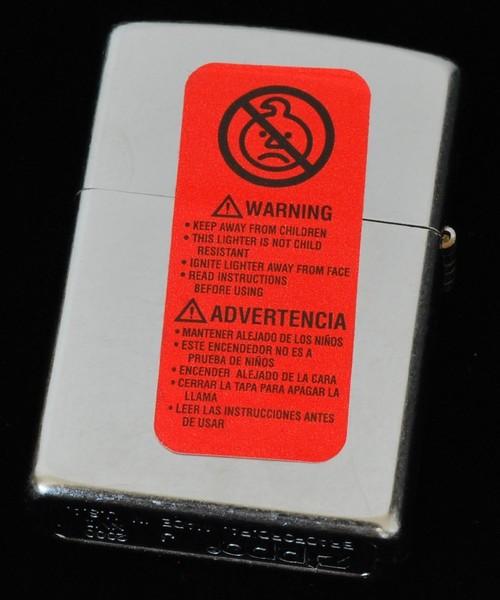 WARNING
• KEEP AWAY FROM CHILDREN
• THIS LIGHTER IS NOT CHILD
RESISTANT
• IGNITE LIGHTER AWAY FROM FACE
• READ INSTRUCTIONS
BEFORE USING
ADVERTENCIA
• MANTENER ALEJADO DE LOS NIÑOS
• ESTE ENCENDEDOR NO ES A
PRUEBA DE NIÑOS
• ENCENDER ALEJADO DE LA CARA
• CERRAR LA TAPA PARA APAGAR LA
LLAMA
• LEER LAS INSTRUCCIONES ANTES
DE USAR
Zippo